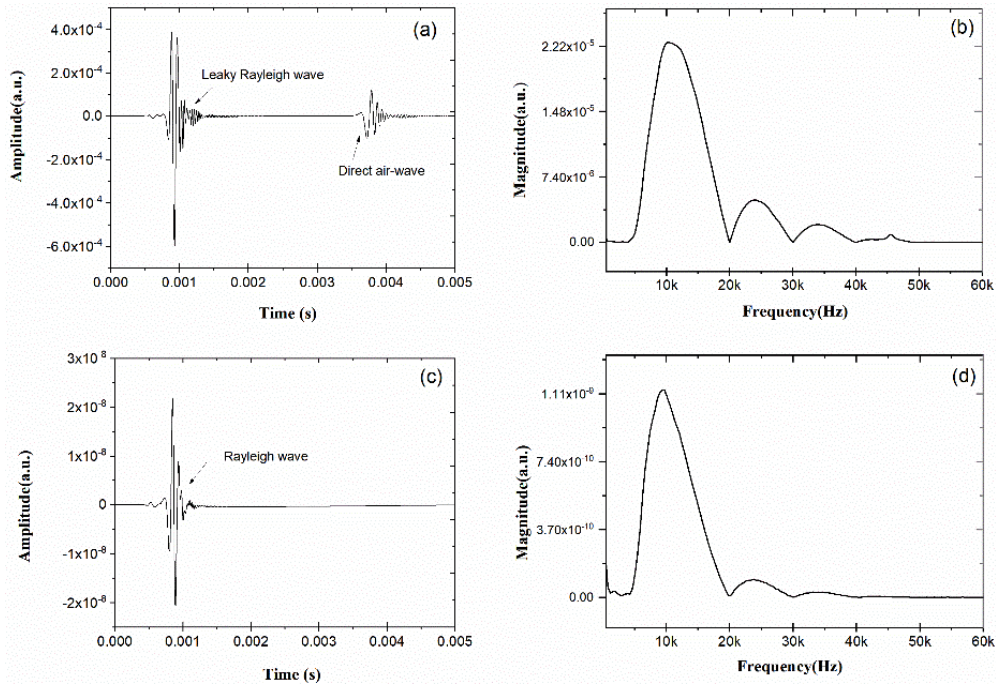 (a)
Amplitude(a.u.)
4.0x10⁻⁴
2.0x10⁻⁴
0.0
-2.0x10⁻⁴
-4.0x10⁻⁴
-6.0x10⁻⁴
Leaky Rayleigh wave
Direct air-wave
0.000 0.001 0.002 0.003 0.004 0.005
Time (s)
(b)
Magnitude(a.u.)
2.22x10⁻⁵
1.48x10⁻⁵
7.40x10⁻⁶
0.00
10k 20k 30k 40k 50k 60k
Frequency(Hz)
(c)
Amplitude(a.u.)
3x10⁻⁸
2x10⁻⁸
1x10⁻⁸
0
-1x10⁻⁸
-2x10⁻⁸
Rayleigh wave
0.000 0.001 0.002 0.003 0.004 0.005
Time (s)
(d)
Magnitude(a.u.)
1.11x10⁻⁹
7.40x10⁻¹⁰
3.70x10⁻¹⁰
0.00
10k 20k 30k 40k 50k 60k
Frequency(Hz)